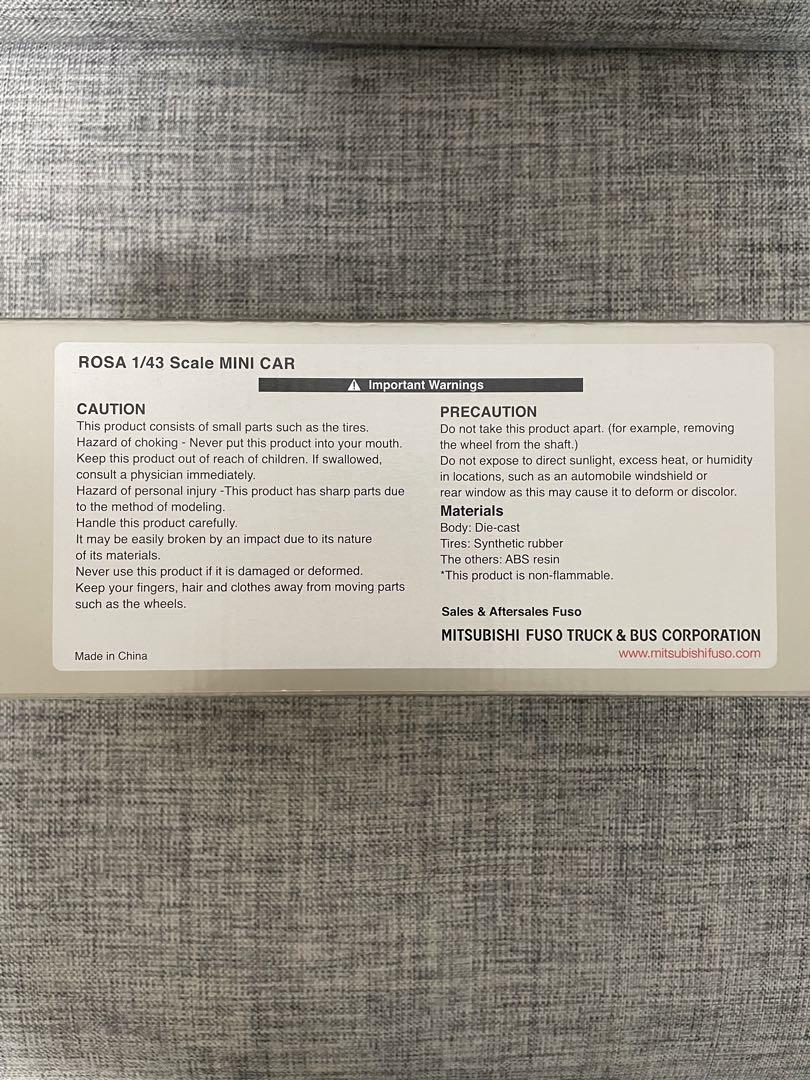 ROSA 1/43 Scale MINI CAR
⚠ Important Warnings
CAUTION
This product consists of small parts such as the tires.
Hazard of choking - Never put this product into your mouth.
Keep this product out of reach of children. If swallowed,
consult a physician immediately.
Hazard of personal injury -This product has sharp parts due
to the method of modeling.
Handle this product carefully.
It may be easily broken by an impact due to its nature
of its materials.
Never use this product if it is damaged or deformed.
Keep your fingers, hair and clothes away from moving parts
such as the wheels.
Made in China
PRECAUTION
Do not take this product apart. (for example, removing
the wheel from the shaft.)
Do not expose to direct sunlight, excess heat, or humidity
in locations, such as an automobile windshield or
rear window as this may cause it to deform or discolor.
Materials
Body: Die-cast
Tires: Synthetic rubber
The others: ABS resin
*This product is non-flammable.
Sales & Aftersales Fuso
MITSUBISHI FUSO TRUCK & BUS CORPORATION
www.mitsubishifuso.com